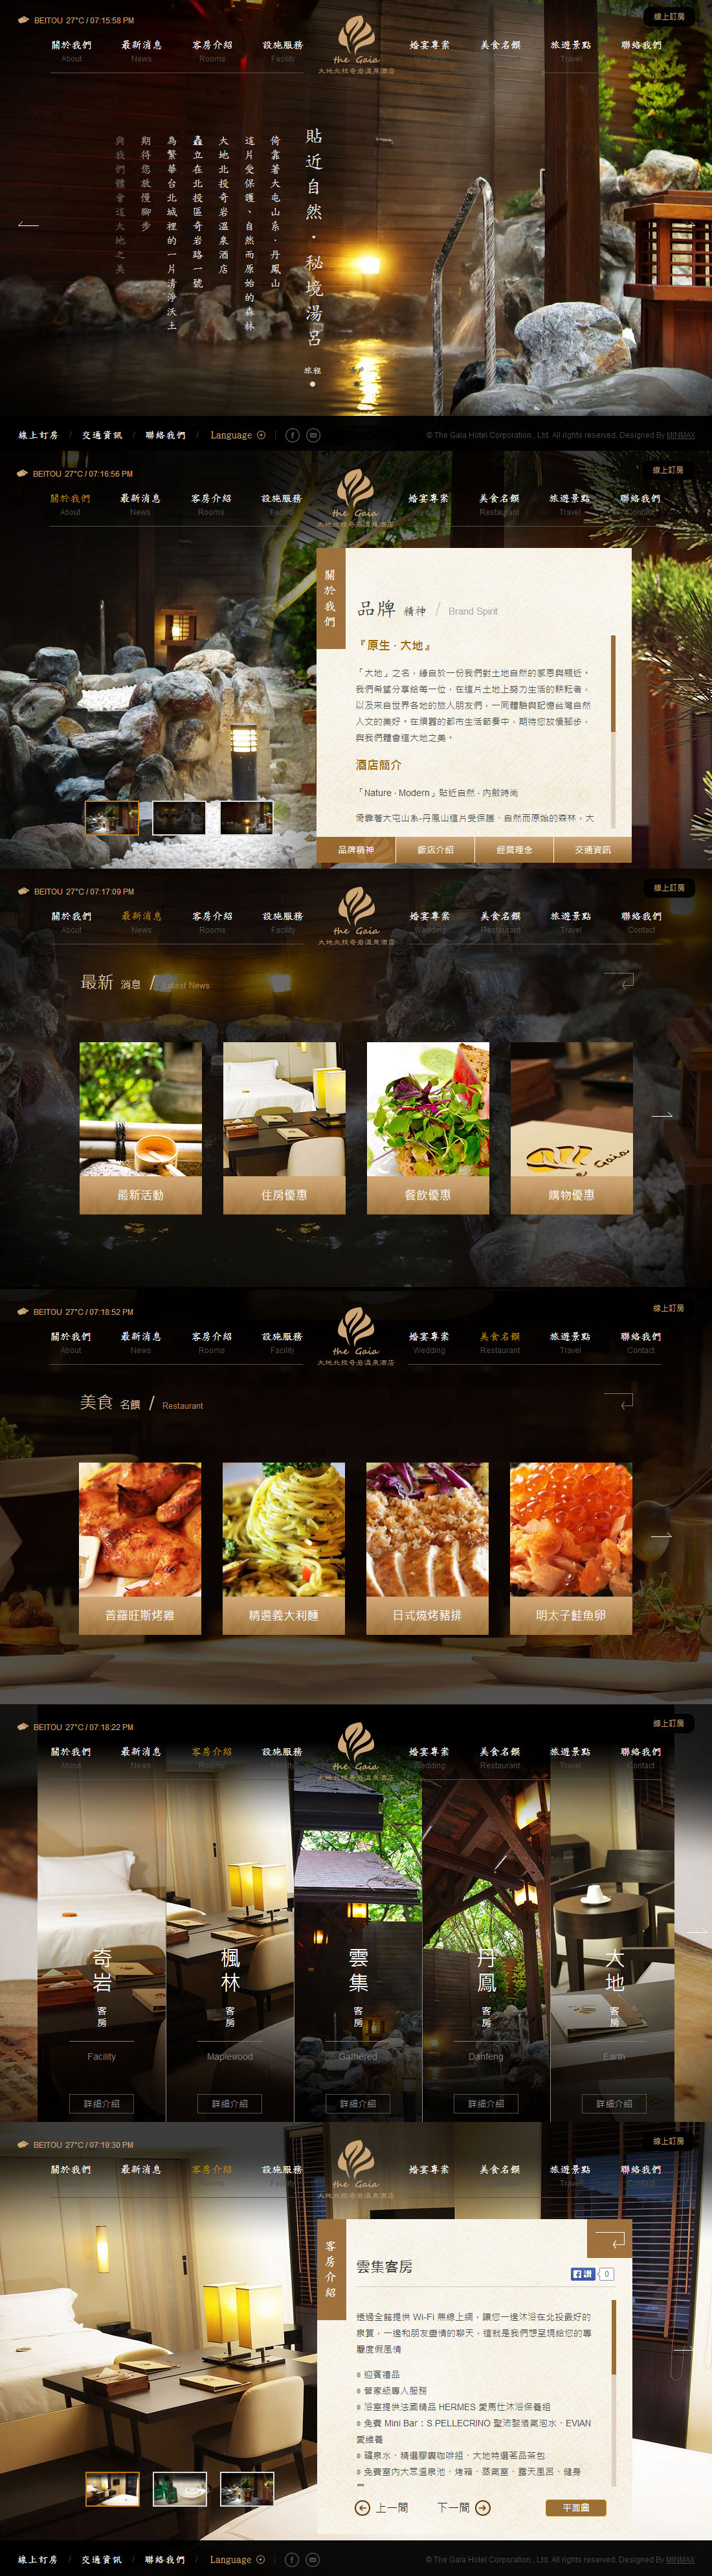 BEITOU 27°C / 07:15:58 PM
線上訂房
關於我們 最新消息 客房介紹 設施服務 婚宴專案 美食名饌 旅遊景點 聯絡我們
About News Rooms Facility Wedding Travel
the Gaia
大地北投奇岩溫泉酒店
貼近自然・秘境湯呂
倚靠著大屯山系-丹鳳山
這片受保護、自然而原始的森林
大地北投奇岩溫泉酒店
矗立在北投區奇岩路一號
為繁華台北城裡的一片清淨沃土
期待您放慢腳步
與我們體會這大地之美
旅程
線上訂房 / 交通資訊 / 聯絡我們 / Language
© The Gaia Hotel Corporation., Ltd. All rights reserved. Designed By MINMAX
BEITOU 27°C / 07:16:56 PM
線上訂房
關於我們 最新消息 客房介紹 設施服務 婚宴專案 美食名饌 旅遊景點 聯絡我們
About News Rooms Facility Wedding Restaurant Travel Contact
the Gaia
大地北投奇岩溫泉酒店
關於我們
品牌 精神 / Brand Spirit
『原生 · 大地』
「大地」之名，緣自於一份我們對土地自然的感恩與親近。
我們希望分享給每一位，在這片土地上努力生活的耕耘者，
以及來自世界各地的旅人朋友們，一同體驗與記憶台灣自然
人文的美好。在煩囂的都市生活節奏中，期待您放慢腳步，
與我們體會這大地之美。
酒店簡介
「Nature · Modern」貼近自然 · 內斂時尚
倚靠著大屯山系-丹鳳山這片受保護、自然而原始的森林，大
品牌精神 飯店介紹 經營理念 交通資訊
BEITOU 27°C / 07:17:09 PM
線上訂房
關於我們 最新消息 客房介紹 設施服務 婚宴專案 美食名饌 旅遊景點 聯絡我們
About News Rooms Facility Wedding Restaurant Travel Contact
the Gaia
大地北投奇岩溫泉酒店
最新 消息 / Latest News
Gaia
最新活動 住房優惠 餐飲優惠 購物優惠
BEITOU 27°C / 07:18:52 PM
線上訂房
關於我們 最新消息 客房介紹 設施服務 婚宴專案 美食名饌 旅遊景點 聯絡我們
About News Rooms Facility Wedding Restaurant Travel Contact
the Gaia
大地北投奇岩溫泉酒店
美食 名饌 / Restaurant
普羅旺斯烤雞 精選義大利麵 日式燒烤豬排 明太子鮭魚卵
BEITOU 27°C / 07:18:22 PM
線上訂房
關於我們 最新消息 客房介紹 設施服務 婚宴專案 美食名饌 旅遊景點 聯絡我們
About News Rooms Facility Wedding Restaurant Travel Contact
the Gaia
大地北投奇岩溫泉酒店
奇岩 楓林 雲集 丹鳳 大地
客房 客房 客房 客房 客房
Facility Maplewood Gathered Danfeng Earth
詳細介紹 詳細介紹 詳細介紹 詳細介紹 詳細介紹
BEITOU 27°C / 07:19:30 PM
線上訂房
關於我們 最新消息 客房介紹 設施服務 婚宴專案 美食名饌 旅遊景點 聯絡我們
the Gaia
大地北投奇岩溫泉酒店
客房介紹
雲集客房
讚 0
透過全館提供 Wi-Fi 無線上網，讓您一邊沐浴在北投最好的
泉質，一邊和朋友盡情的聊天，這就是我們想呈現給您的專
屬度假風情
迎賓禮品
管家級專人服務
浴室提供法國精品 HERMES 愛馬仕沐浴保養組
免費 Mini Bar：S.PELLECRINO 聖沛黎洛氣泡水、EVIAN
愛維養
礦泉水、精選膠囊咖啡組、大地特選茗品茶包
免費室內大眾溫泉池、烤箱、蒸氣室、露天風呂、健身
上一間 下一間 平面圖
線上訂房 / 交通資訊 / 聯絡我們 / Language
© The Gaia Hotel Corporation., Ltd. All rights reserved. Designed By MINMAX